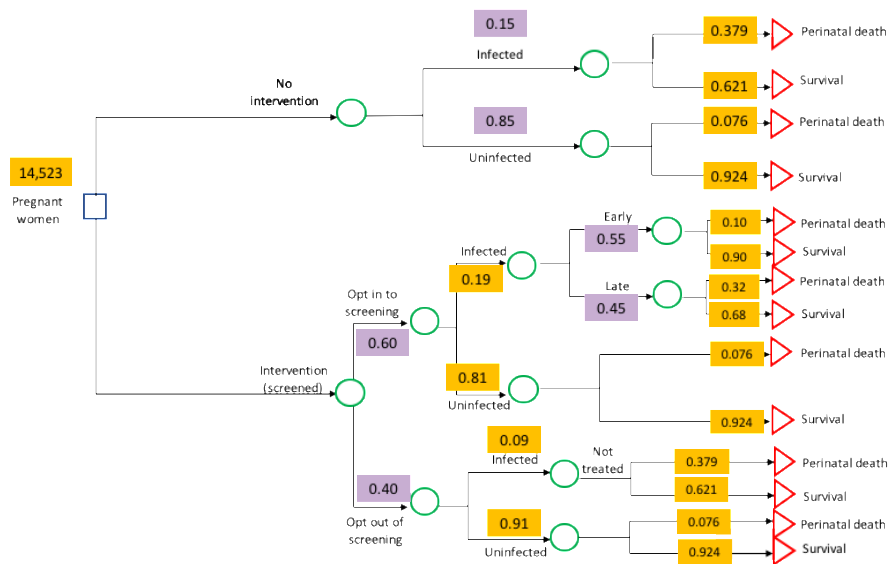 0.15
Infected
0.379
Perinatal death
0.621
Survival
No
intervention
0.85
Uninfected
0.076
Perinatal death
0.924
Survival
14,523
Pregnant
women
Early
0.55
0.10
Perinatal death
0.90
Survival
Infected
0.19
Late
0.45
0.32
Perinatal death
0.68
Survival
Opt in to
screening
0.60
0.81
Uninfected
0.076
Perinatal death
0.924
Survival
Intervention
(screened)
0.09
Infected
Not
treated
0.379
Perinatal death
0.621
Survival
0.40
Opt out of
screening
0.91
Uninfected
0.076
Perinatal death
0.924
Survival